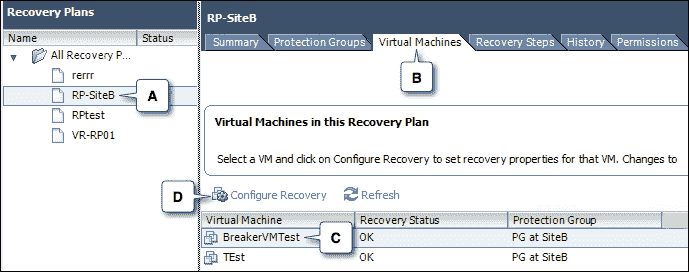 Recovery Plans
Name Status
All Recovery P...
rerrr
RP-SiteB
A
RPtest
VR-RP01
RP-SiteB
Summary Protection Groups Virtual Machines Recovery Steps History Permissions
B
Virtual Machines in this Recovery Plan
Select a VM and click on Configure Recovery to set recovery properties for that VM. Changes to
D
Configure Recovery Refresh
Virtual Machine Recovery Status Protection Group
BreakerVMTest C OK PG at SiteB
TEst OK PG at SiteB